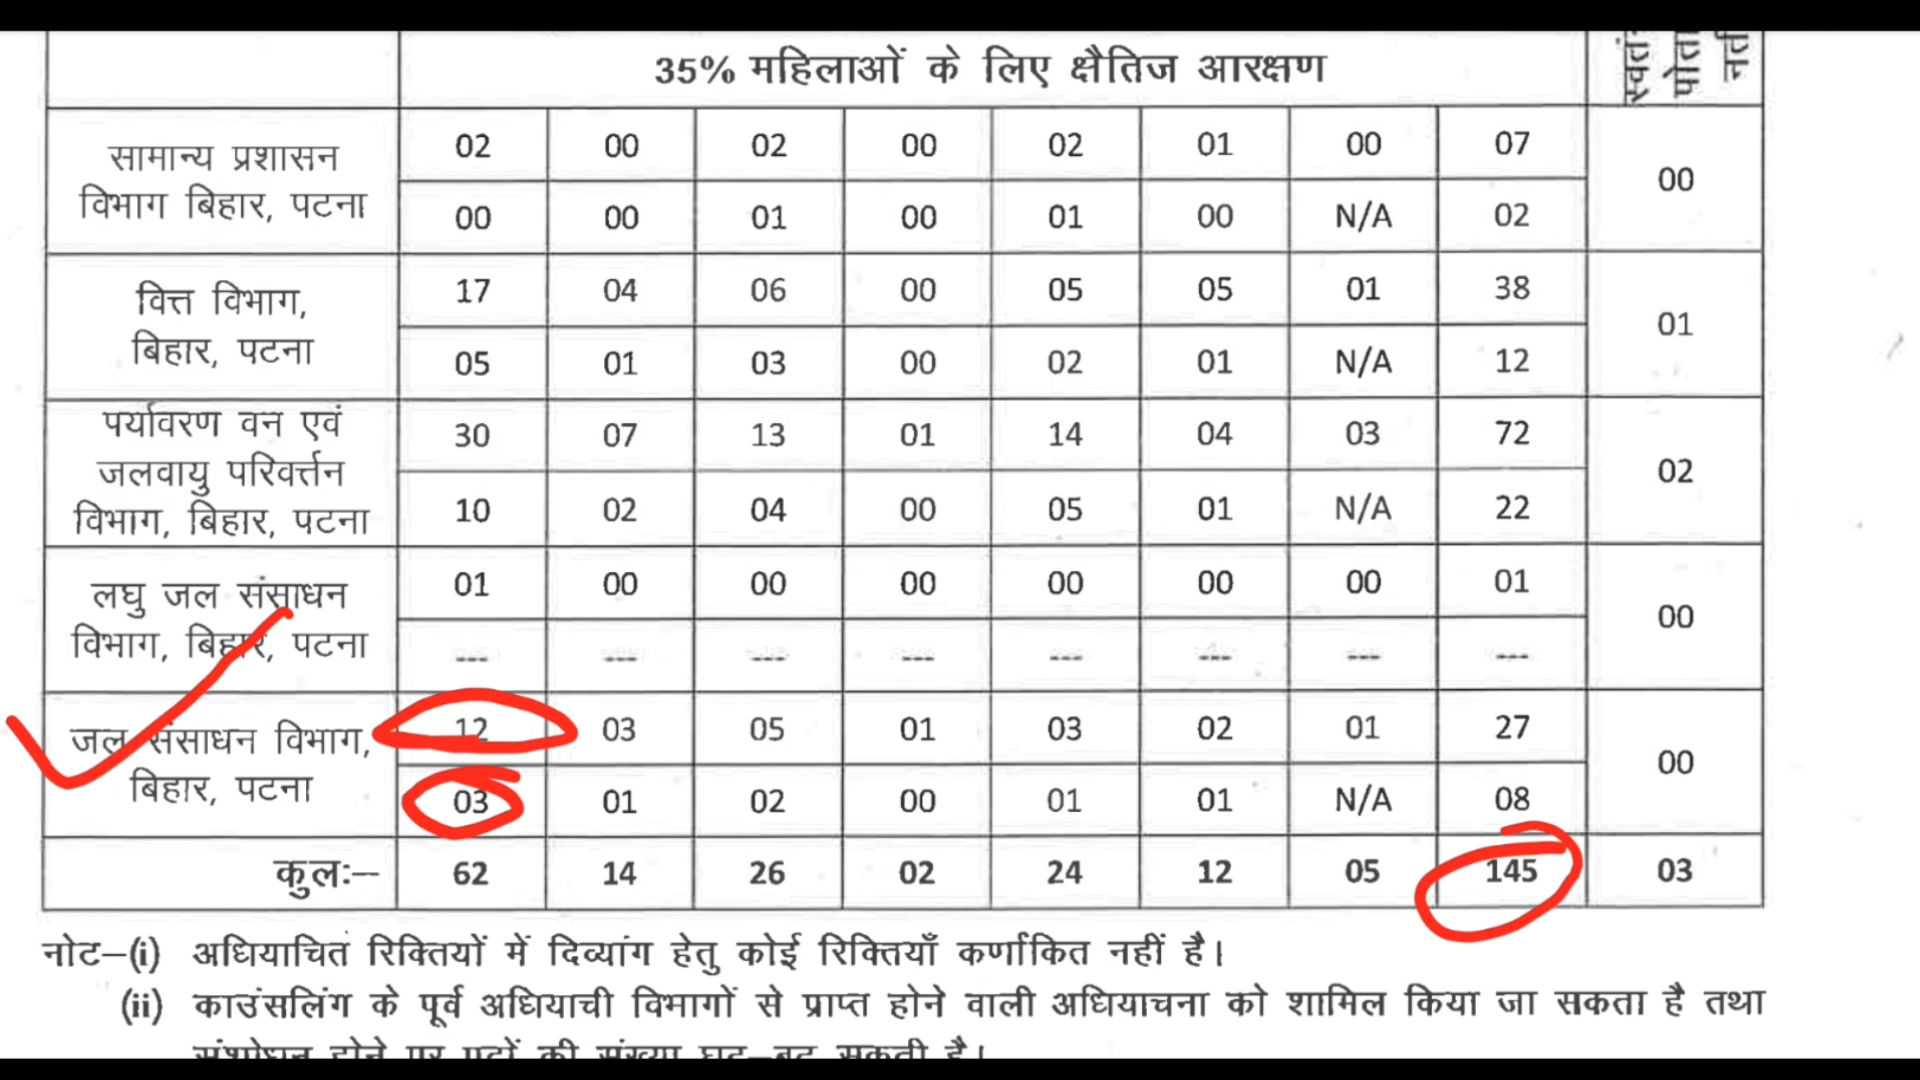 35% महिलाओं के लिए क्षैतिज आरक्षण
सामान्य प्रशासन
विभाग बिहार, पटना
02 00 02 00 02 01 00 07
00 00 01 00 01 00 N/A 02
00
वित्त विभाग,
बिहार, पटना
17 04 06 00 05 05 01 38
05 01 03 00 02 01 N/A 12
01
पर्यावरण वन एवं
जलवायु परिवर्त्तन
विभाग, बिहार, पटना
30 07 13 01 14 04 03 72
10 02 04 00 05 01 N/A 22
02
लघु जल संसाधन
विभाग, बिहार, पटना
01 00 00 00 00 00 00 01
--- --- --- --- --- --- --- ---
00
जल संसाधन विभाग,
बिहार, पटना
12 03 05 01 03 02 01 27
03 01 02 00 01 01 N/A 08
00
कुलः– 62 14 26 02 24 12 05 145 03
नोट–(i) अधियाचित रिक्तियों में दिव्यांग हेतु कोई रिक्तियाँ कर्णांकित नहीं है।
(ii) काउंसलिंग के पूर्व अधियाची विभागों से प्राप्त होने वाली अधियाचना को शामिल किया जा सकता है तथा
संशोधन होने पर पदों की संख्या घट–बढ़ सकती है।